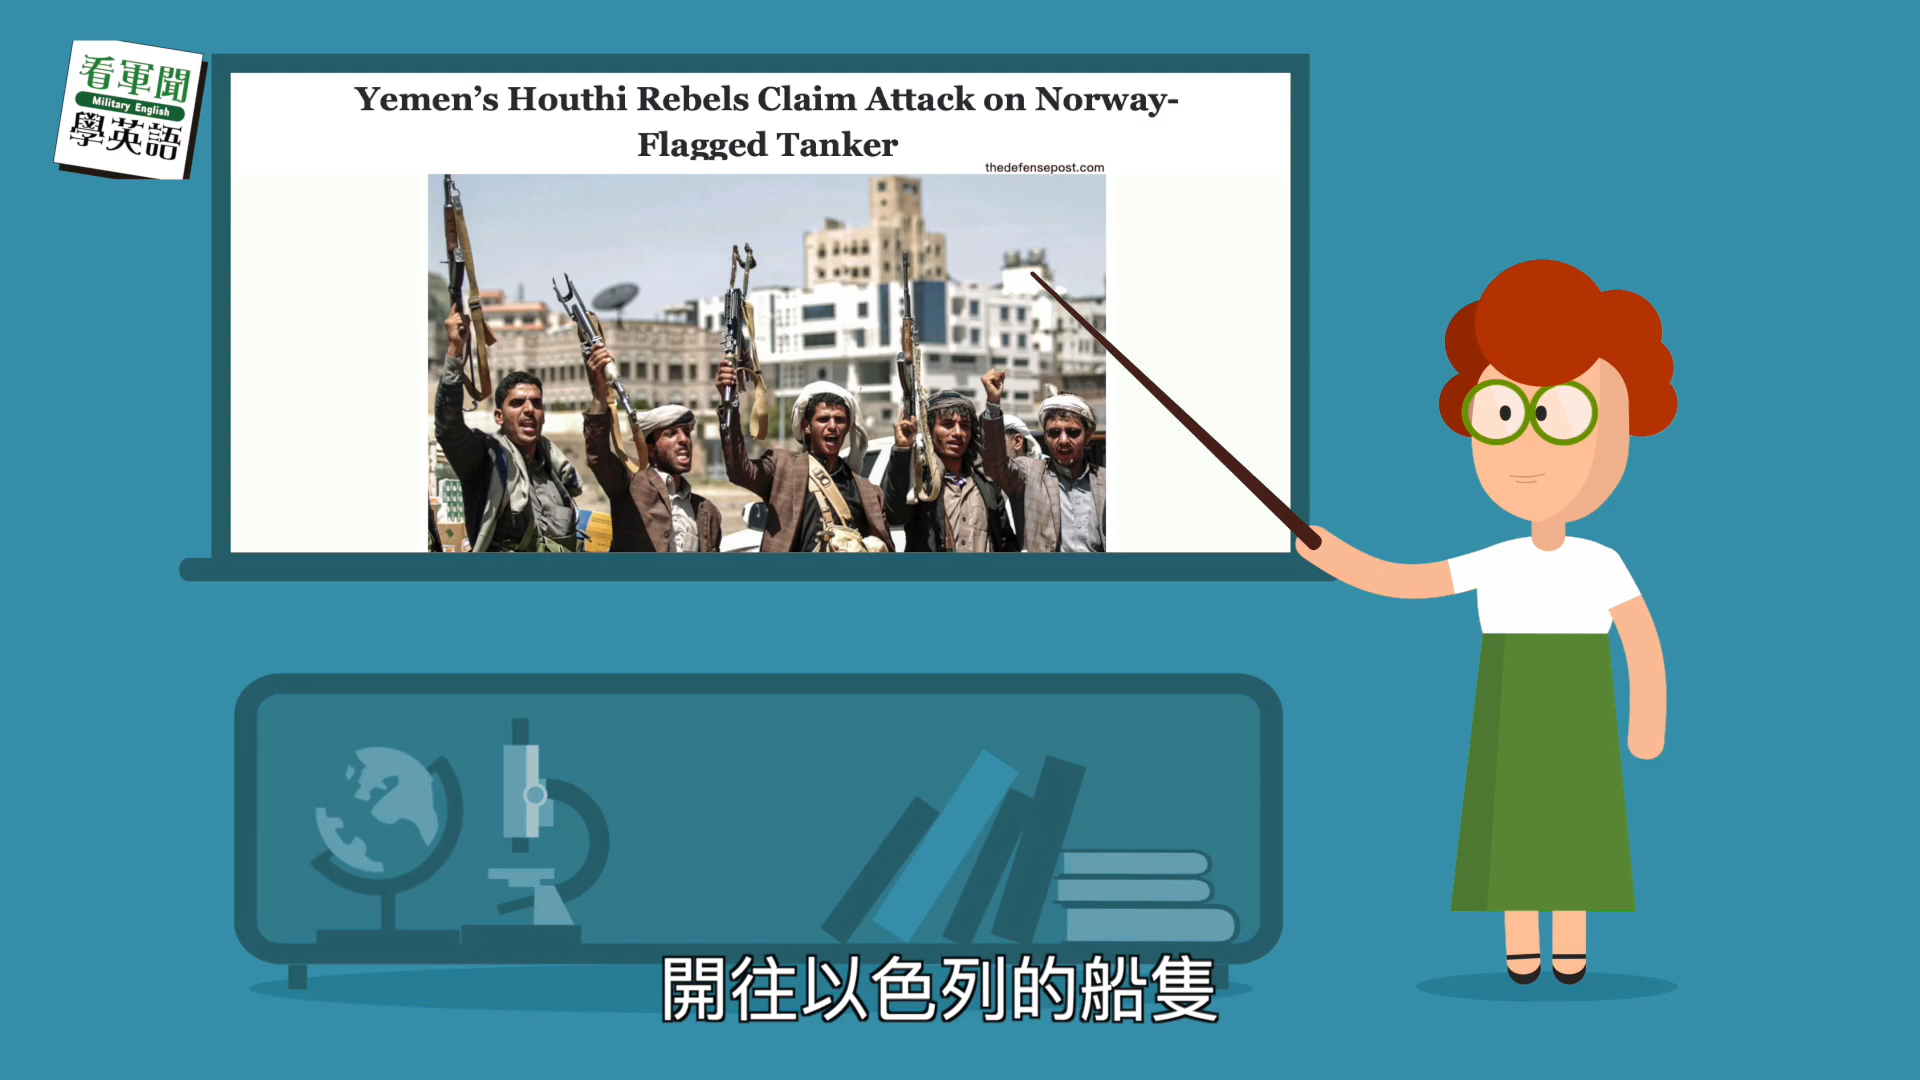 看軍聞
Military English
學英語
Yemen’s Houthi Rebels Claim Attack on Norway-
Flagged Tanker
thedefensepost.com
開往以色列的船隻